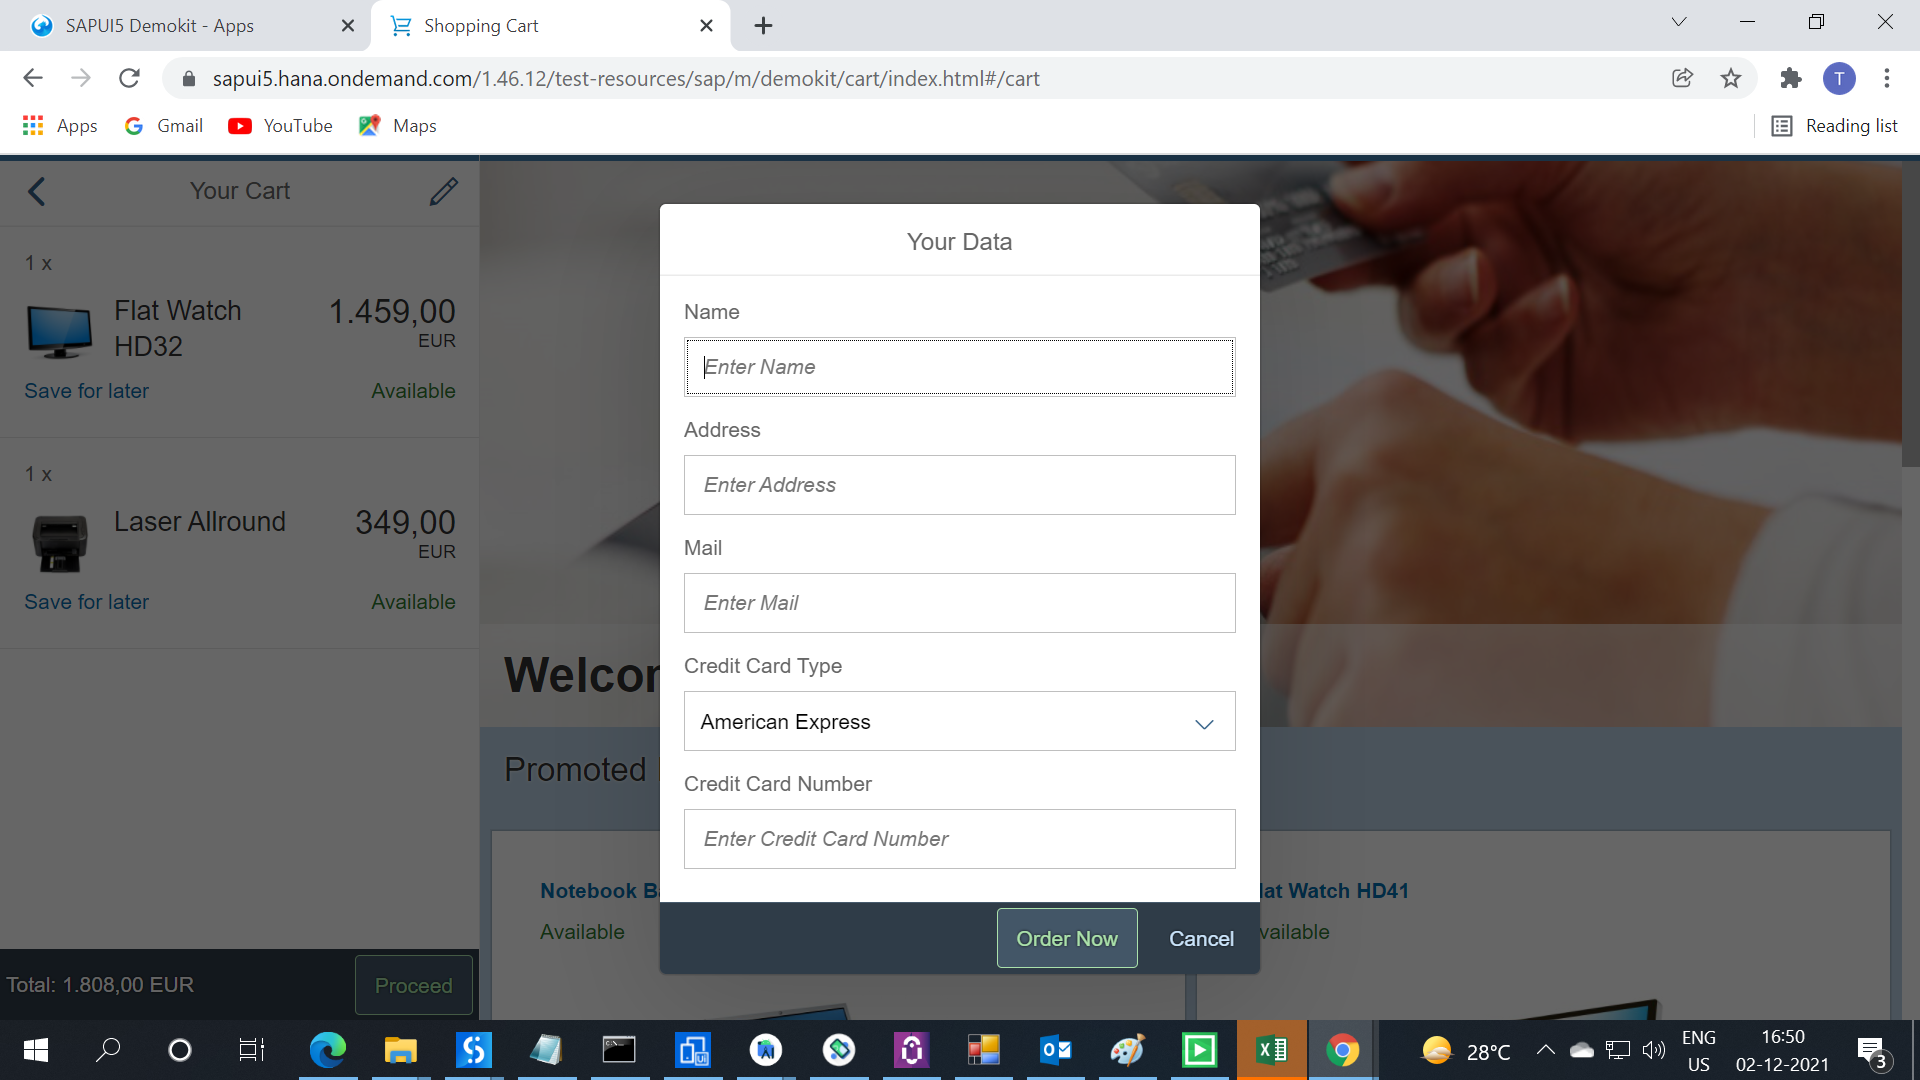 SAPUI5 Demokit - Apps
Shopping Cart
sapui5.hana.ondemand.com/1.46.12/test-resources/sap/m/demokit/cart/index.html#/cart
T
Apps
Gmail
YouTube
Maps
Reading list
Your Cart
1 x
Flat Watch HD32
1.459,00
EUR
Save for later
Available
1 x
Laser Allround
349,00
EUR
Save for later
Available
Total: 1.808,00 EUR
Proceed
Your Data
Name
Enter Name
Address
Enter Address
Mail
Enter Mail
Credit Card Type
American Express
Credit Card Number
Enter Credit Card Number
Order Now
Cancel
Promoted
Notebook
Available
Watch HD41
28°C
ENG
US
16:50
02-12-2021
3